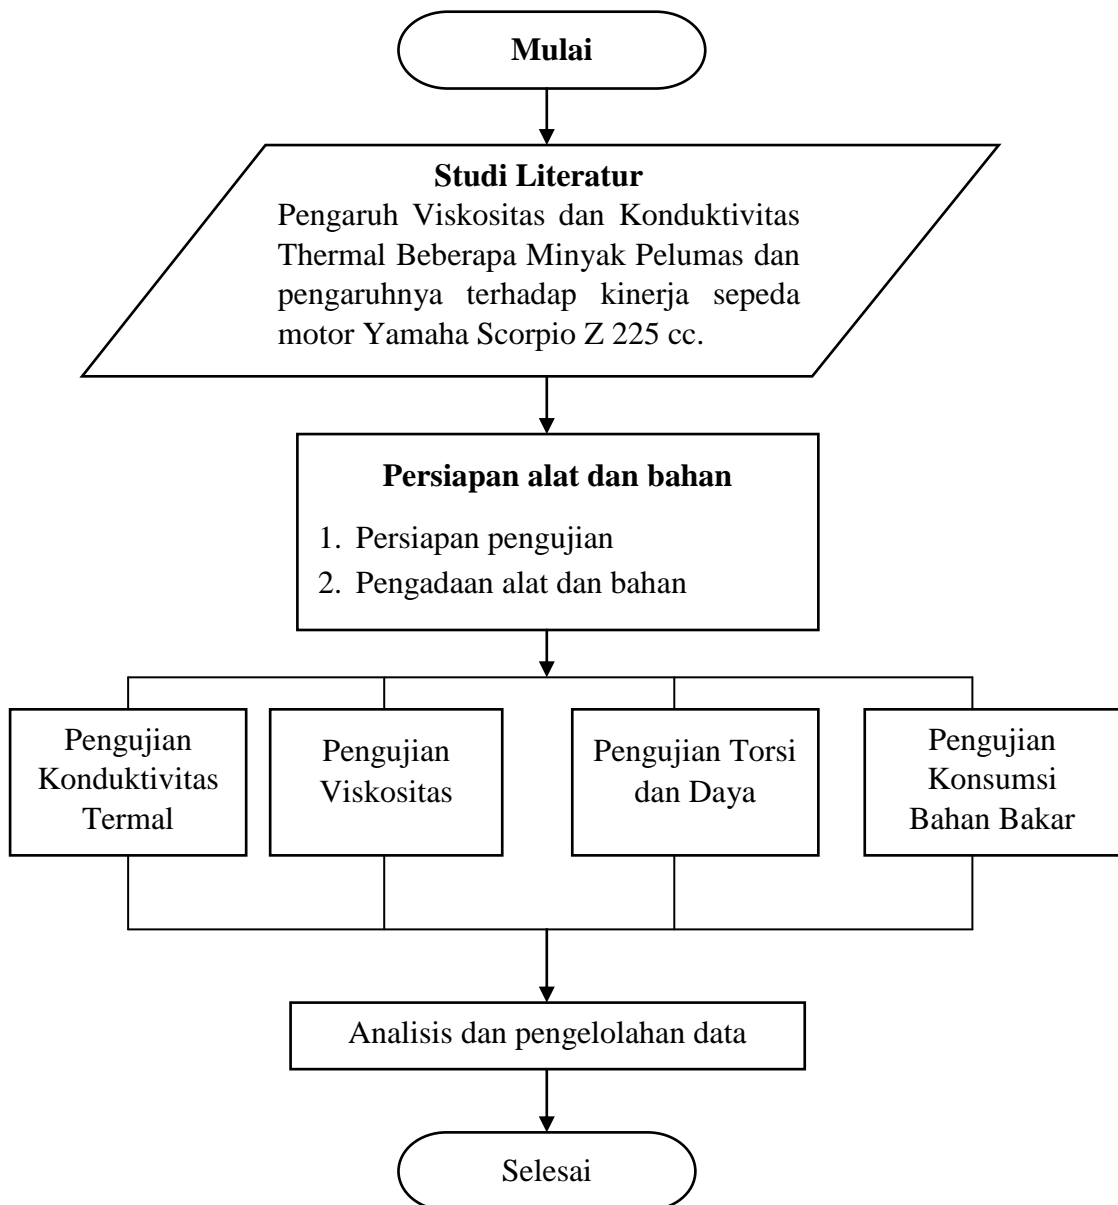 Mulai
Studi Literatur
Pengaruh Viskositas dan Konduktivitas
Thermal Beberapa Minyak Pelumas dan
pengaruhnya terhadap kinerja sepeda
motor Yamaha Scorpio Z 225 cc.
Persiapan alat dan bahan
1. Persiapan pengujian
2. Pengadaan alat dan bahan
Pengujian
Konduktivitas
Termal
Pengujian
Viskositas
Pengujian Torsi
dan Daya
Pengujian
Konsumsi
Bahan Bakar
Analisis dan pengelolahan data
Selesai